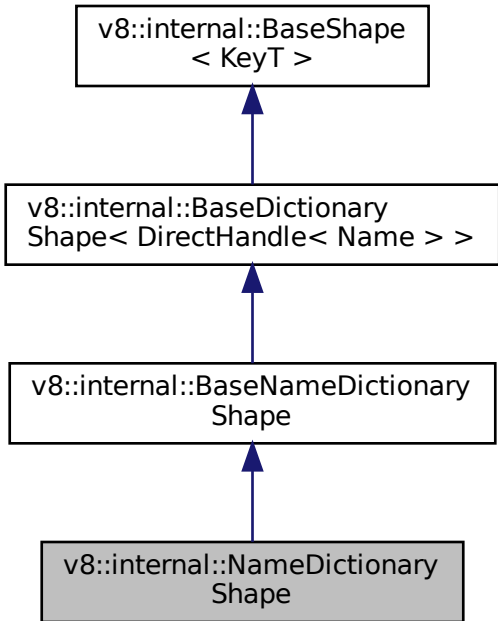 v8::internal::BaseShape
< KeyT >
v8::internal::BaseDictionary
Shape< DirectHandle< Name > >
v8::internal::BaseNameDictionary
Shape
v8::internal::NameDictionary
Shape